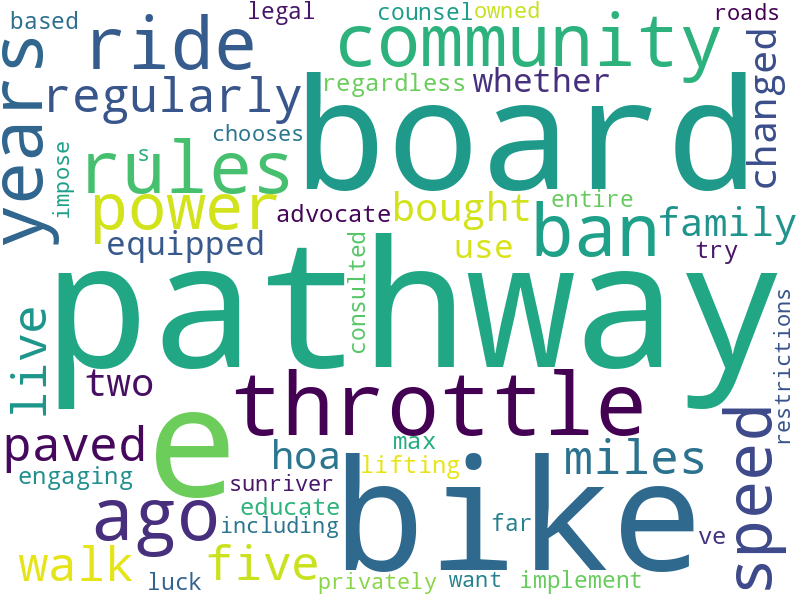 based
legal
counsel
owned
roads
years
ride
community
changed
regularly
regardless
whether
board
chooses
impose
rules
s
power
advocate
bought
entire
ban
family
equipped
use
try
consulted
pathway
restrictions
live
two
throttle
e
paved
speed
hoa
max
miles
engaging
sunriver
lifting
bike
ago
educate
including
far
ve
walk
five
luck
privately
want
implement